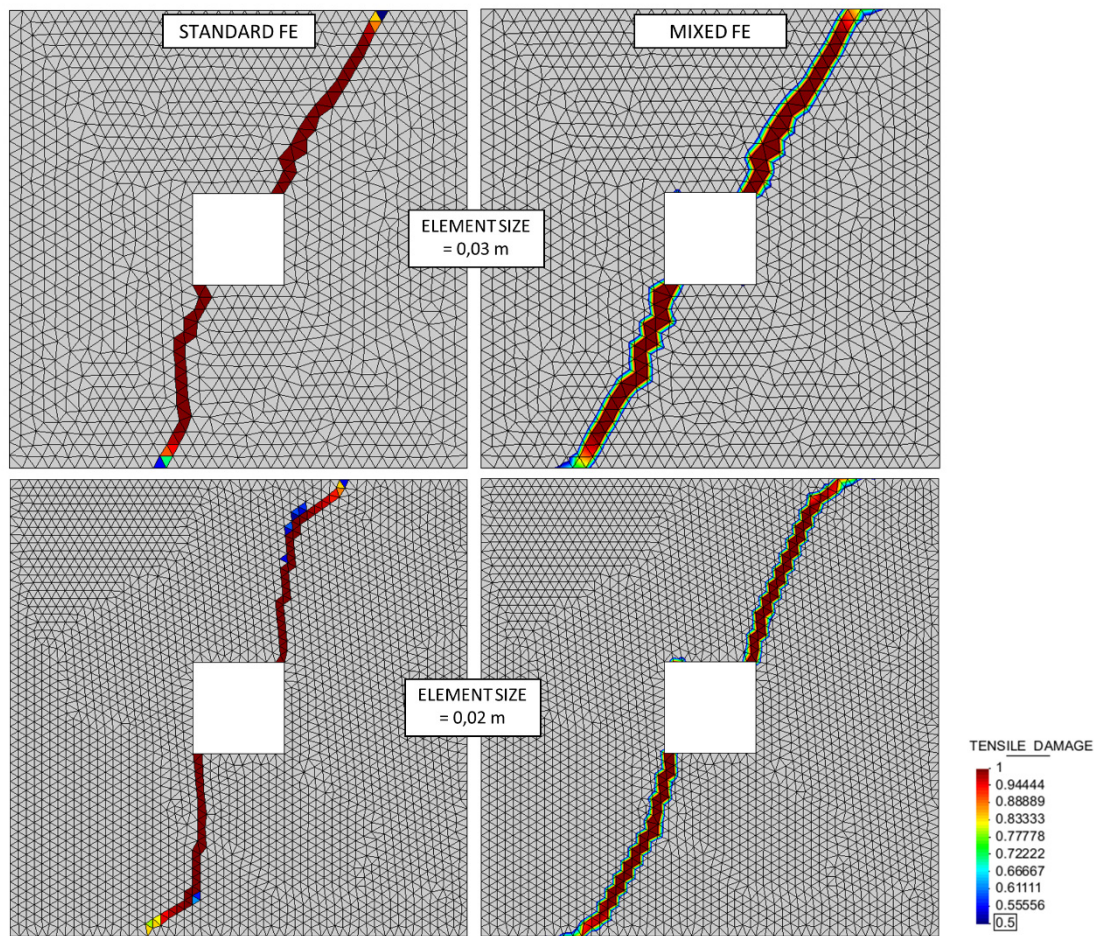 STANDARD FE
MIXED FE
ELEMENT SIZE
= 0,03 m
ELEMENT SIZE
= 0,02 m
TENSILE DAMAGE
1
0.94444
0.88889
0.83333
0.77778
0.72222
0.66667
0.61111
0.55556
0.5